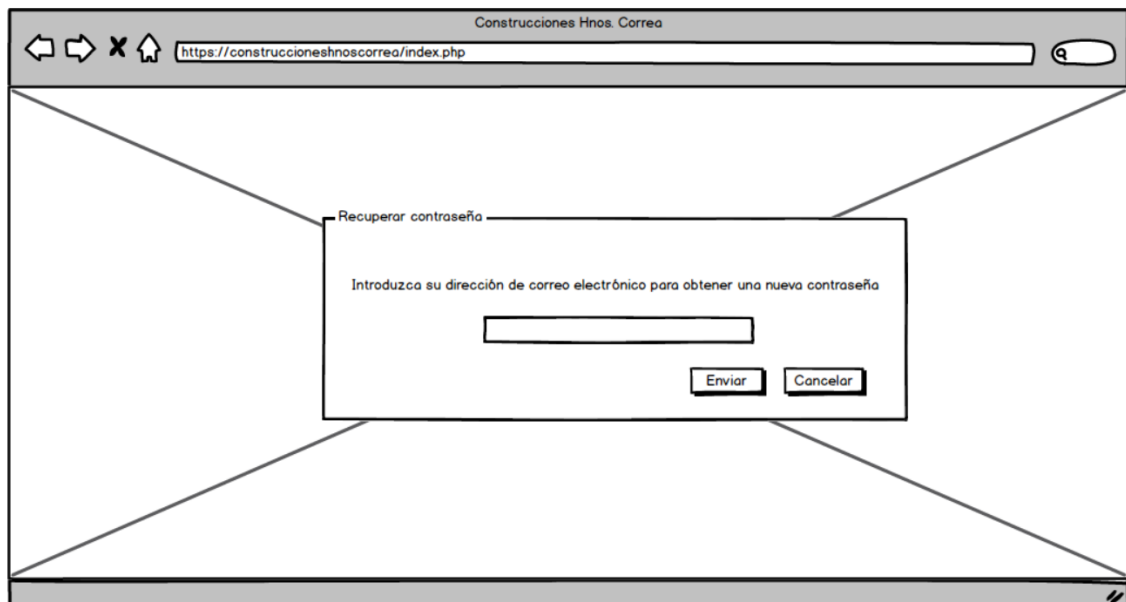 Construcciones Hnos. Correa
https://construccioneshnoscorrea/index.php
Recuperar contraseña
Introduzca su dirección de correo electrónico para obtener una nueva contraseña
Enviar
Cancelar